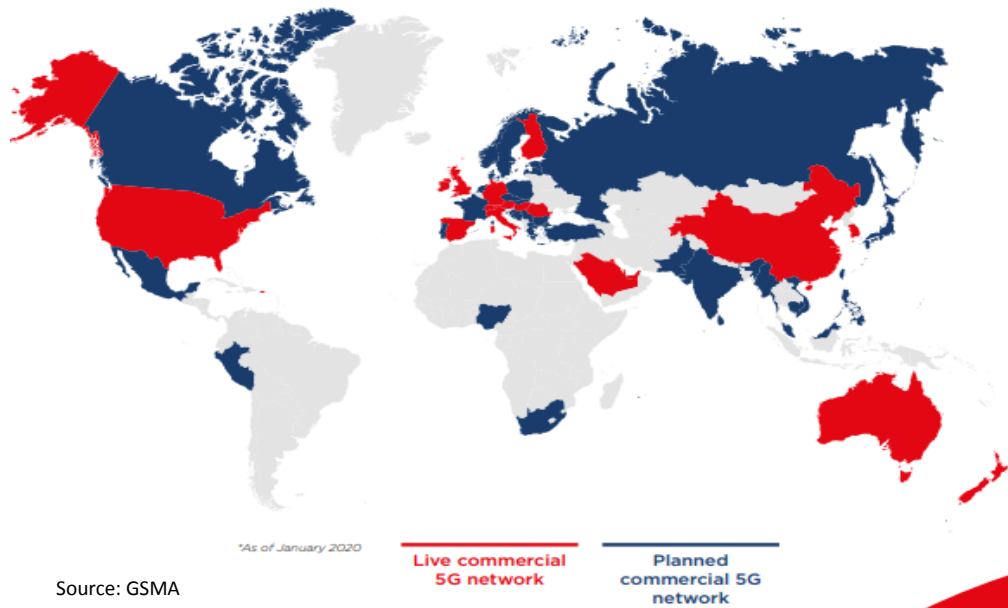 *As of January 2020
Live commercial
5G network
Planned
commercial 5G
network
Source: GSMA